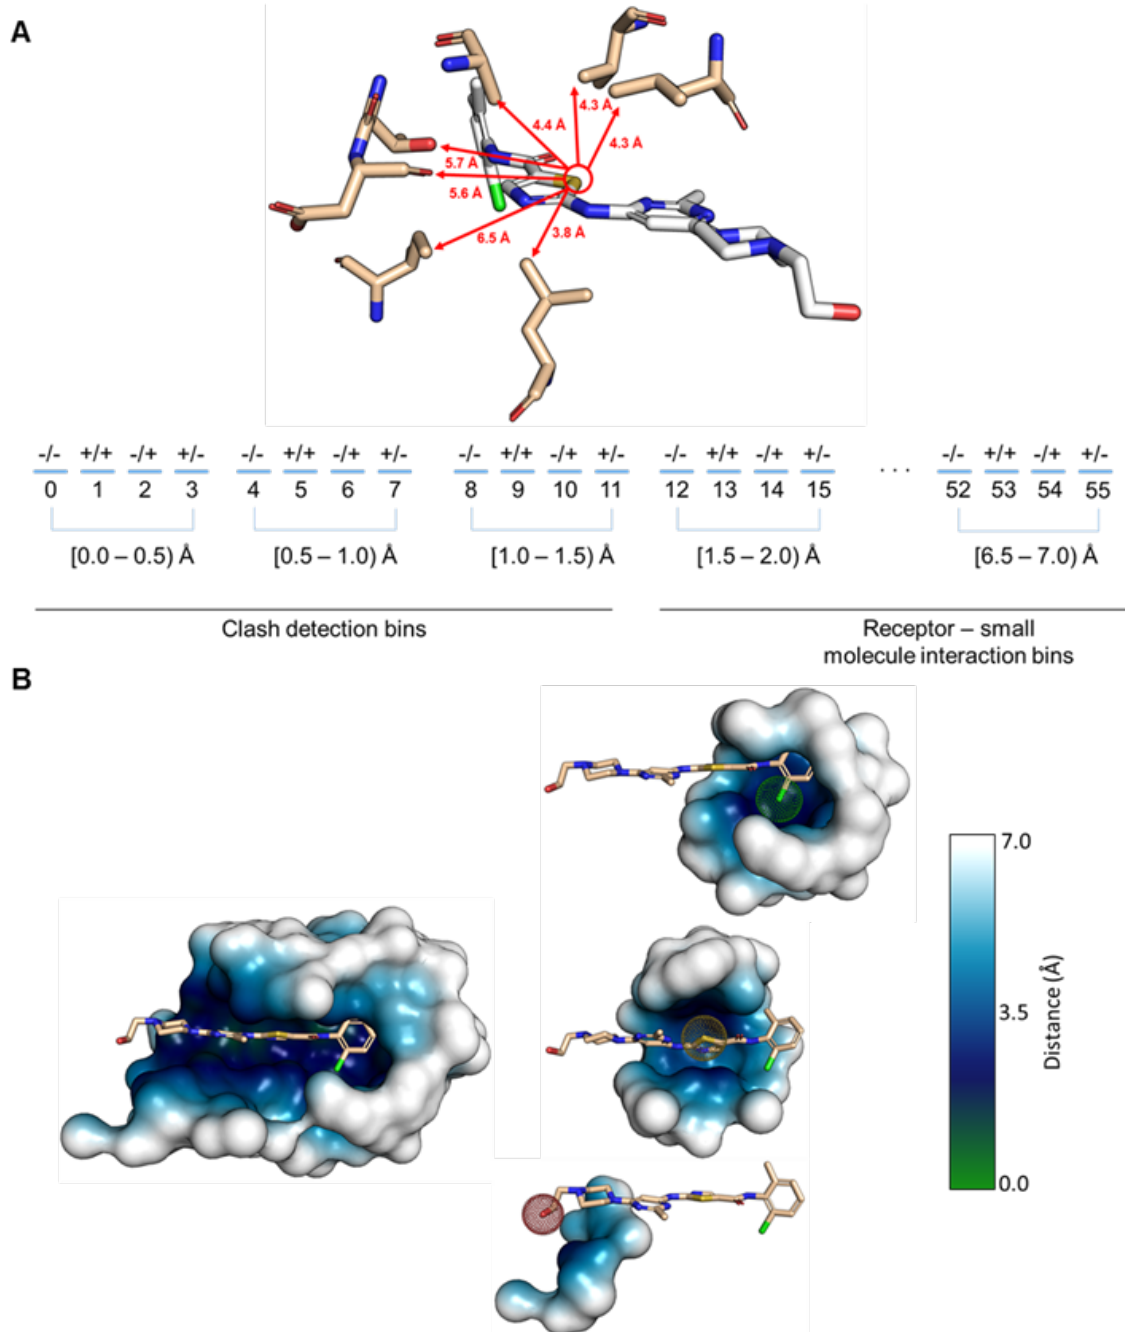 A
4.3 Å
4.4 Å
4.3 Å
5.7 Å
5.6 Å
6.5 Å
3.8 Å
-/- +/+ -/+ +/- -/- +/+ -/+ +/- -/- +/+ -/+ +/- -/- +/+ -/+ +/- ... -/- +/+ -/+ +/-
0 1 2 3 4 5 6 7 8 9 10 11 12 13 14 15 52 53 54 55
[0.0 – 0.5) Å [0.5 – 1.0) Å [1.0 – 1.5) Å [1.5 – 2.0) Å [6.5 – 7.0) Å
Clash detection bins
Receptor – small
molecule interaction bins
B
7.0
3.5
0.0
Distance (Å)